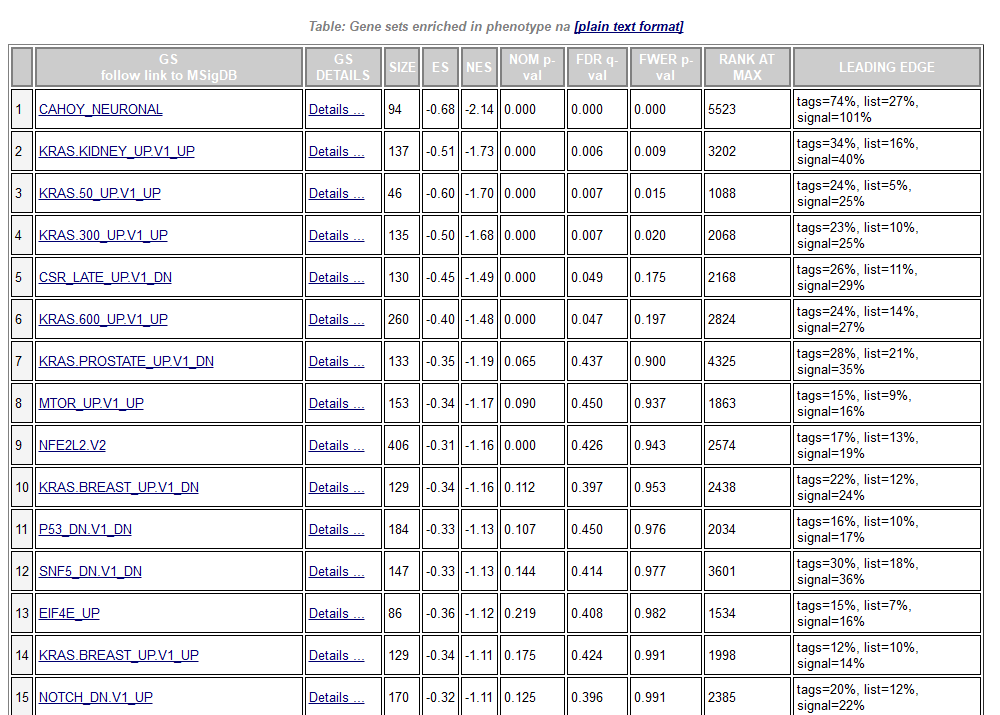 Table: Gene sets enriched in phenotype na [plain text format]
GS
follow link to MSigDB
GS
DETAILS
SIZE
ES
NES
NOM p-
val
FDR q-
val
FWER p-
val
RANK AT
MAX
LEADING EDGE
1 CAHOY_NEURONAL Details ... 94 -0.68 -2.14 0.000 0.000 0.000 5523 tags=74%, list=27%,
signal=101%
2 KRAS.KIDNEY_UP.V1_UP Details ... 137 -0.51 -1.73 0.000 0.006 0.009 3202 tags=34%, list=16%,
signal=40%
3 KRAS.50_UP.V1_UP Details ... 46 -0.60 -1.70 0.000 0.007 0.015 1088 tags=24%, list=5%,
signal=25%
4 KRAS.300_UP.V1_UP Details ... 135 -0.50 -1.68 0.000 0.007 0.020 2068 tags=23%, list=10%,
signal=25%
5 CSR_LATE_UP.V1_DN Details ... 130 -0.45 -1.49 0.000 0.049 0.175 2168 tags=26%, list=11%,
signal=29%
6 KRAS.600_UP.V1_UP Details ... 260 -0.40 -1.48 0.000 0.047 0.197 2824 tags=24%, list=14%,
signal=27%
7 KRAS.PROSTATE_UP.V1_DN Details ... 133 -0.35 -1.19 0.065 0.437 0.900 4325 tags=28%, list=21%,
signal=35%
8 MTOR_UP.V1_UP Details ... 153 -0.34 -1.17 0.090 0.450 0.937 1863 tags=15%, list=9%,
signal=16%
9 NFE2L2.V2 Details ... 406 -0.31 -1.16 0.000 0.426 0.943 2574 tags=17%, list=13%,
signal=19%
10 KRAS.BREAST_UP.V1_DN Details ... 129 -0.34 -1.16 0.112 0.397 0.953 2438 tags=22%, list=12%,
signal=24%
11 P53_DN.V1_DN Details ... 184 -0.33 -1.13 0.107 0.450 0.976 2034 tags=16%, list=10%,
signal=17%
12 SNF5_DN.V1_DN Details ... 147 -0.33 -1.13 0.144 0.414 0.977 3601 tags=30%, list=18%,
signal=36%
13 EIF4E_UP Details ... 86 -0.36 -1.12 0.219 0.408 0.982 1534 tags=15%, list=7%,
signal=16%
14 KRAS.BREAST_UP.V1_UP Details ... 129 -0.34 -1.11 0.175 0.424 0.991 1998 tags=12%, list=10%,
signal=14%
15 NOTCH_DN.V1_UP Details ... 170 -0.32 -1.11 0.125 0.396 0.991 2385 tags=20%, list=12%,
signal=22%